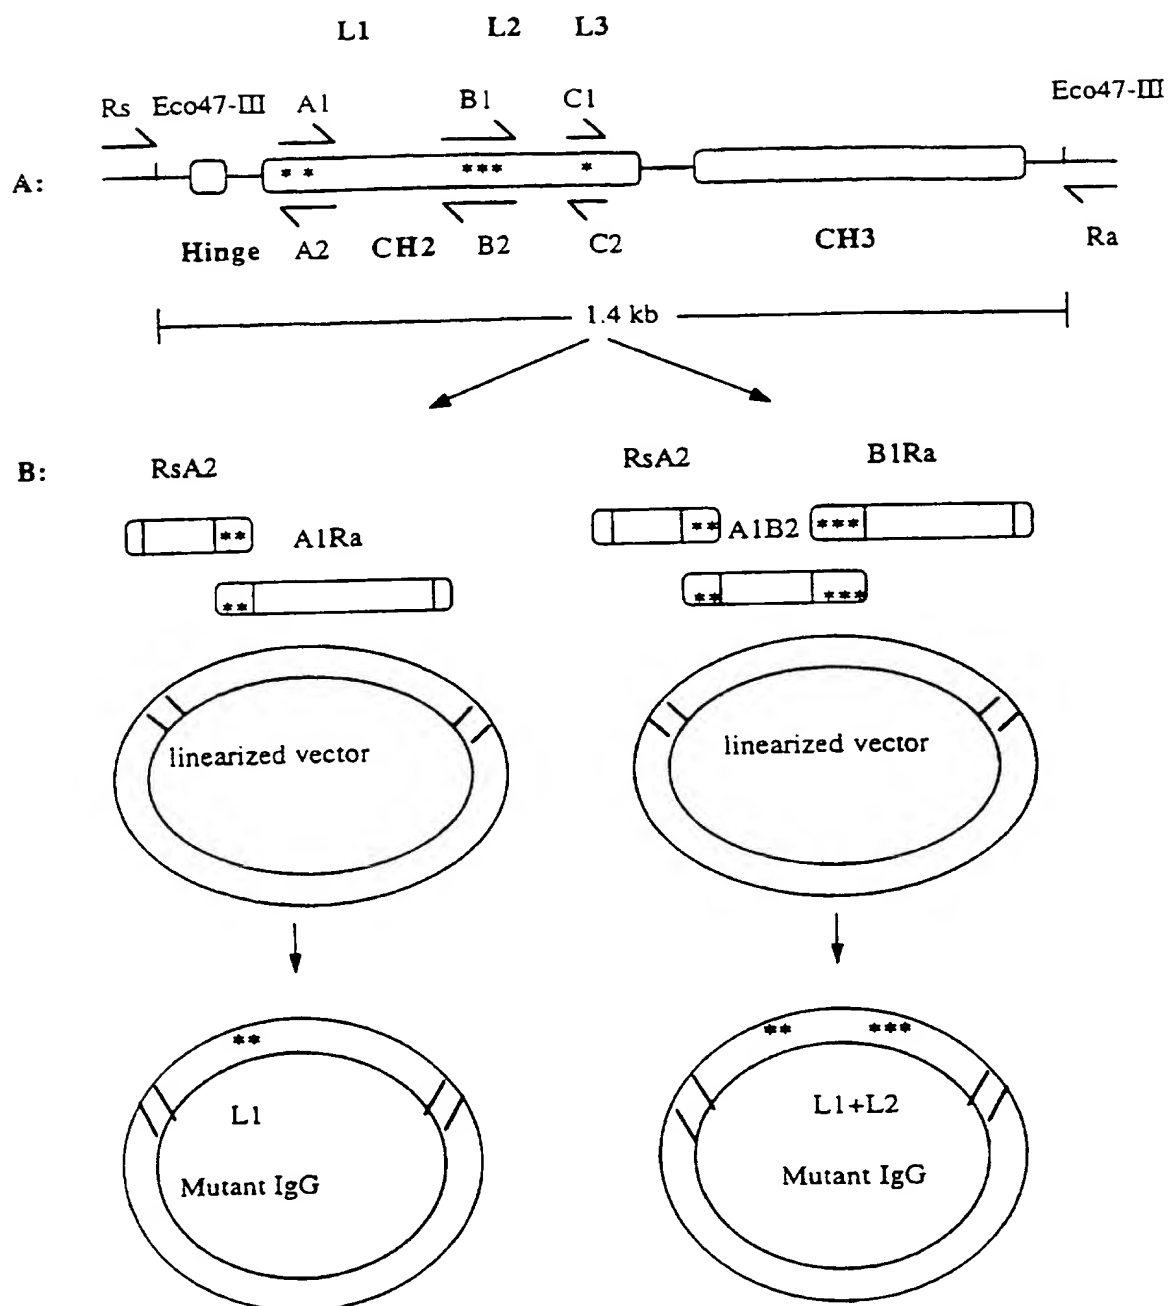 L1 L2 L3
Rs Eco47-III A1 B1 C1 Eco47-III
A: ** *** *
Hinge A2 CH2 B2 C2 CH3 Ra
1.4 kb
B: RsA2 RsA2 B1Ra
** A1Ra ** A1B2 ***
** ** ***
linearized vector linearized vector
** ** ***
L1 L1+L2
Mutant IgG Mutant IgG